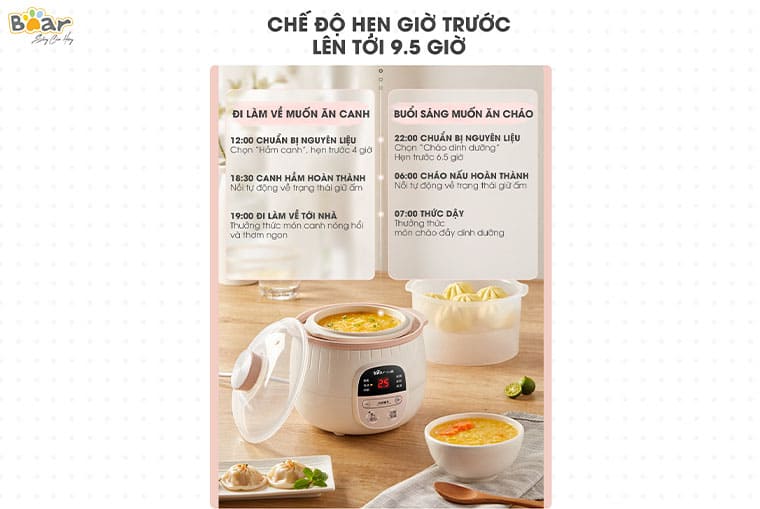 Bear
Sống Cân Bằng
CHẾ ĐỘ HẸN GIỜ TRƯỚC
LÊN TỚI 9.5 GIỜ
ĐI LÀM VỀ MUỐN ĂN CANH
12:00 CHUẨN BỊ NGUYÊN LIỆU
Chọn "Hầm canh", hẹn trước 4 giờ
18:30 CANH HẦM HOÀN THÀNH
Nồi tự động về trạng thái giữ ấm
19:00 ĐI LÀM VỀ TỚI NHÀ
Thưởng thức món canh nóng hổi
và thơm ngon
BUỔI SÁNG MUỐN ĂN CHÁO
22:00 CHUẨN BỊ NGUYÊN LIỆU
Chọn "Cháo dinh dưỡng"
Hẹn trước 6.5 giờ
06:00 CHÁO NẤU HOÀN THÀNH
Nồi tự động về trạng thái giữ ấm
07:00 THỨC DẬY
Thưởng thức
món cháo đầy dinh dưỡng
Bear
25